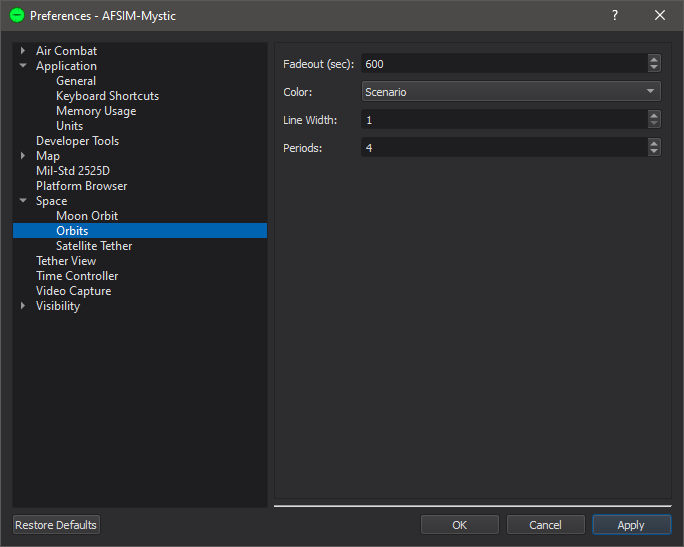 Preferences - AFSIM-Mystic
?
Air Combat
Application
General
Keyboard Shortcuts
Memory Usage
Units
Developer Tools
Map
Mil-Std 2525D
Platform Browser
Space
Moon Orbit
Orbits
Satellite Tether
Tether View
Time Controller
Video Capture
Visibility
Fadeout (sec): 600
Color: Scenario
Line Width: 1
Periods: 4
Restore Defaults
OK
Cancel
Apply